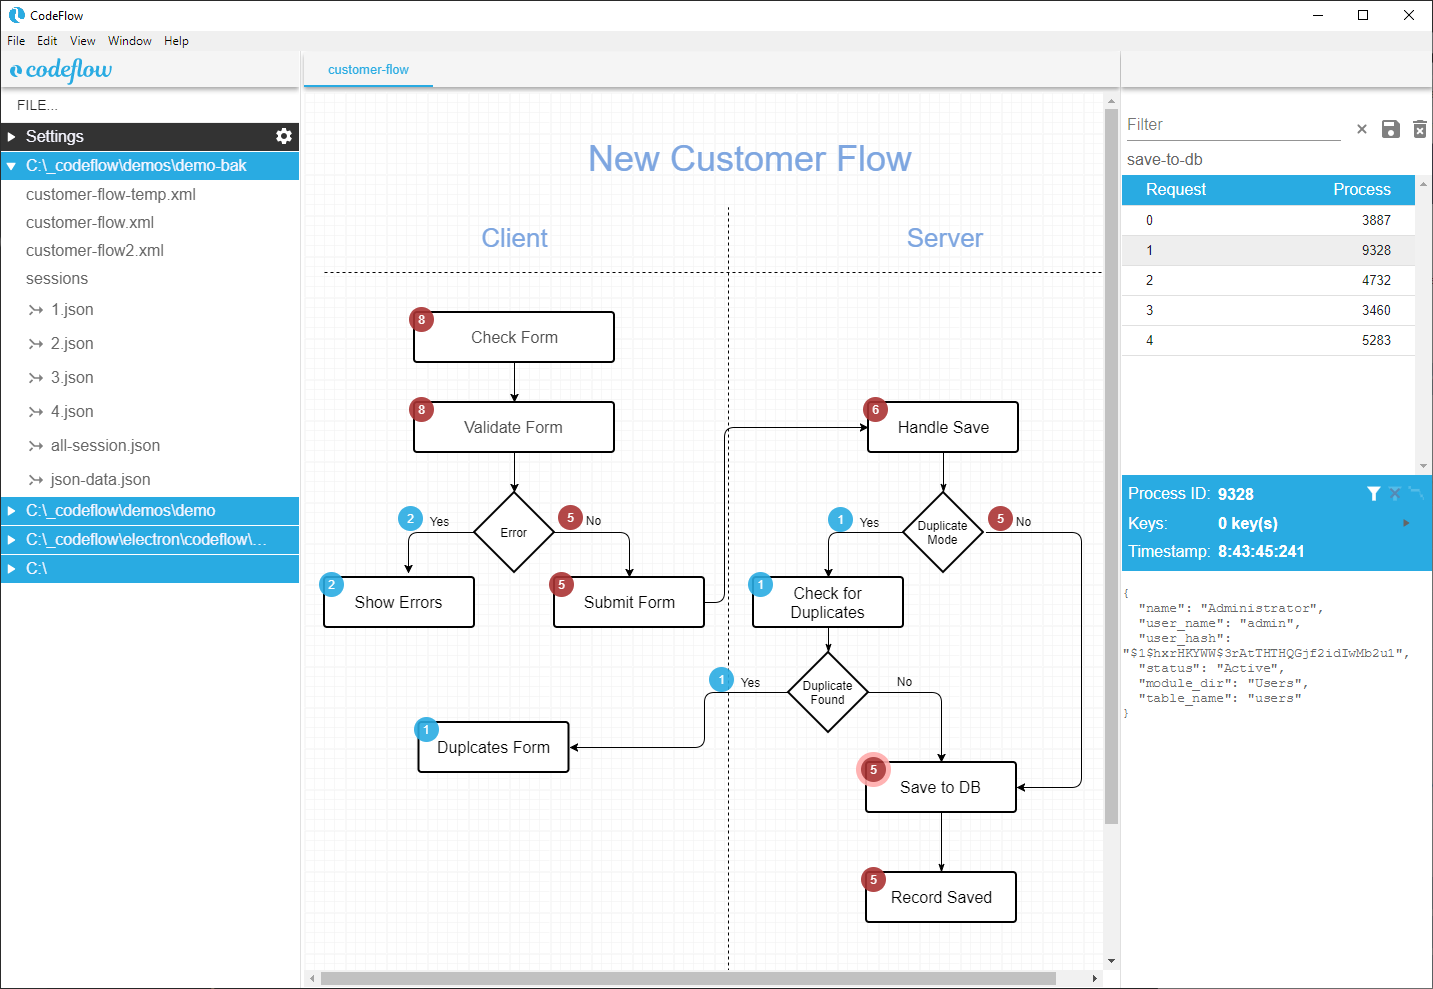 CodeFlow
File Edit View Window Help
codeflow
customer-flow
FILE...
Settings
C:\_codeflow\demos\demo-bak
customer-flow-temp.xml
customer-flow.xml
customer-flow2.xml
sessions
1.json
2.json
3.json
4.json
all-session.json
json-data.json
C:\_codeflow\demos\demo
C:\_codeflow\electron\codeflow\...
C:\
New Customer Flow
Client
Server
8
Check Form
8
Validate Form
6
Handle Save
2
Yes
Error
5
No
1
Yes
Duplicate
Mode
5
No
2
Show Errors
5
Submit Form
1
Check for
Duplicates
1
Yes
Duplicate
Found
No
1
Duplcates Form
5
Save to DB
5
Record Saved
Filter
save-to-db
Request Process
0 3887
1 9328
2 4732
3 3460
4 5283
Process ID: 9328
Keys: 0 key(s)
Timestamp: 8:43:45:241
{
"name": "Administrator",
"user_name": "admin",
"user_hash":
"$1$hxrHKYWW$3rAtTHTHQGjf2idIwMb2u1",
"status": "Active",
"module_dir": "Users",
"table_name": "users"
}